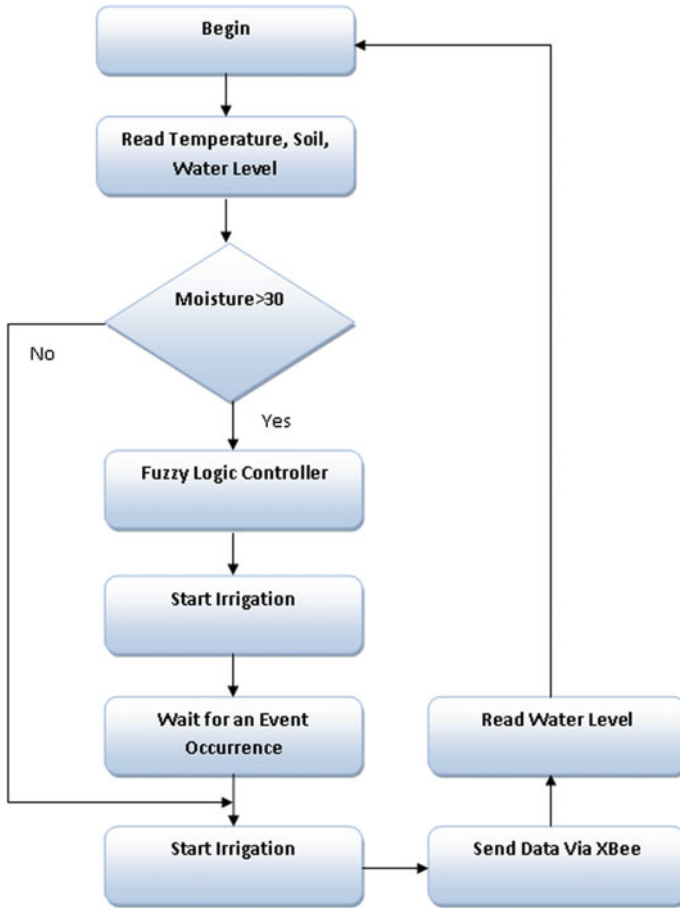 Begin
Read Temperature, Soil,
Water Level
Moisture>30
No
Yes
Fuzzy Logic Controller
Start Irrigation
Wait for an Event
Occurrence
Start Irrigation
Send Data Via XBee
Read Water Level